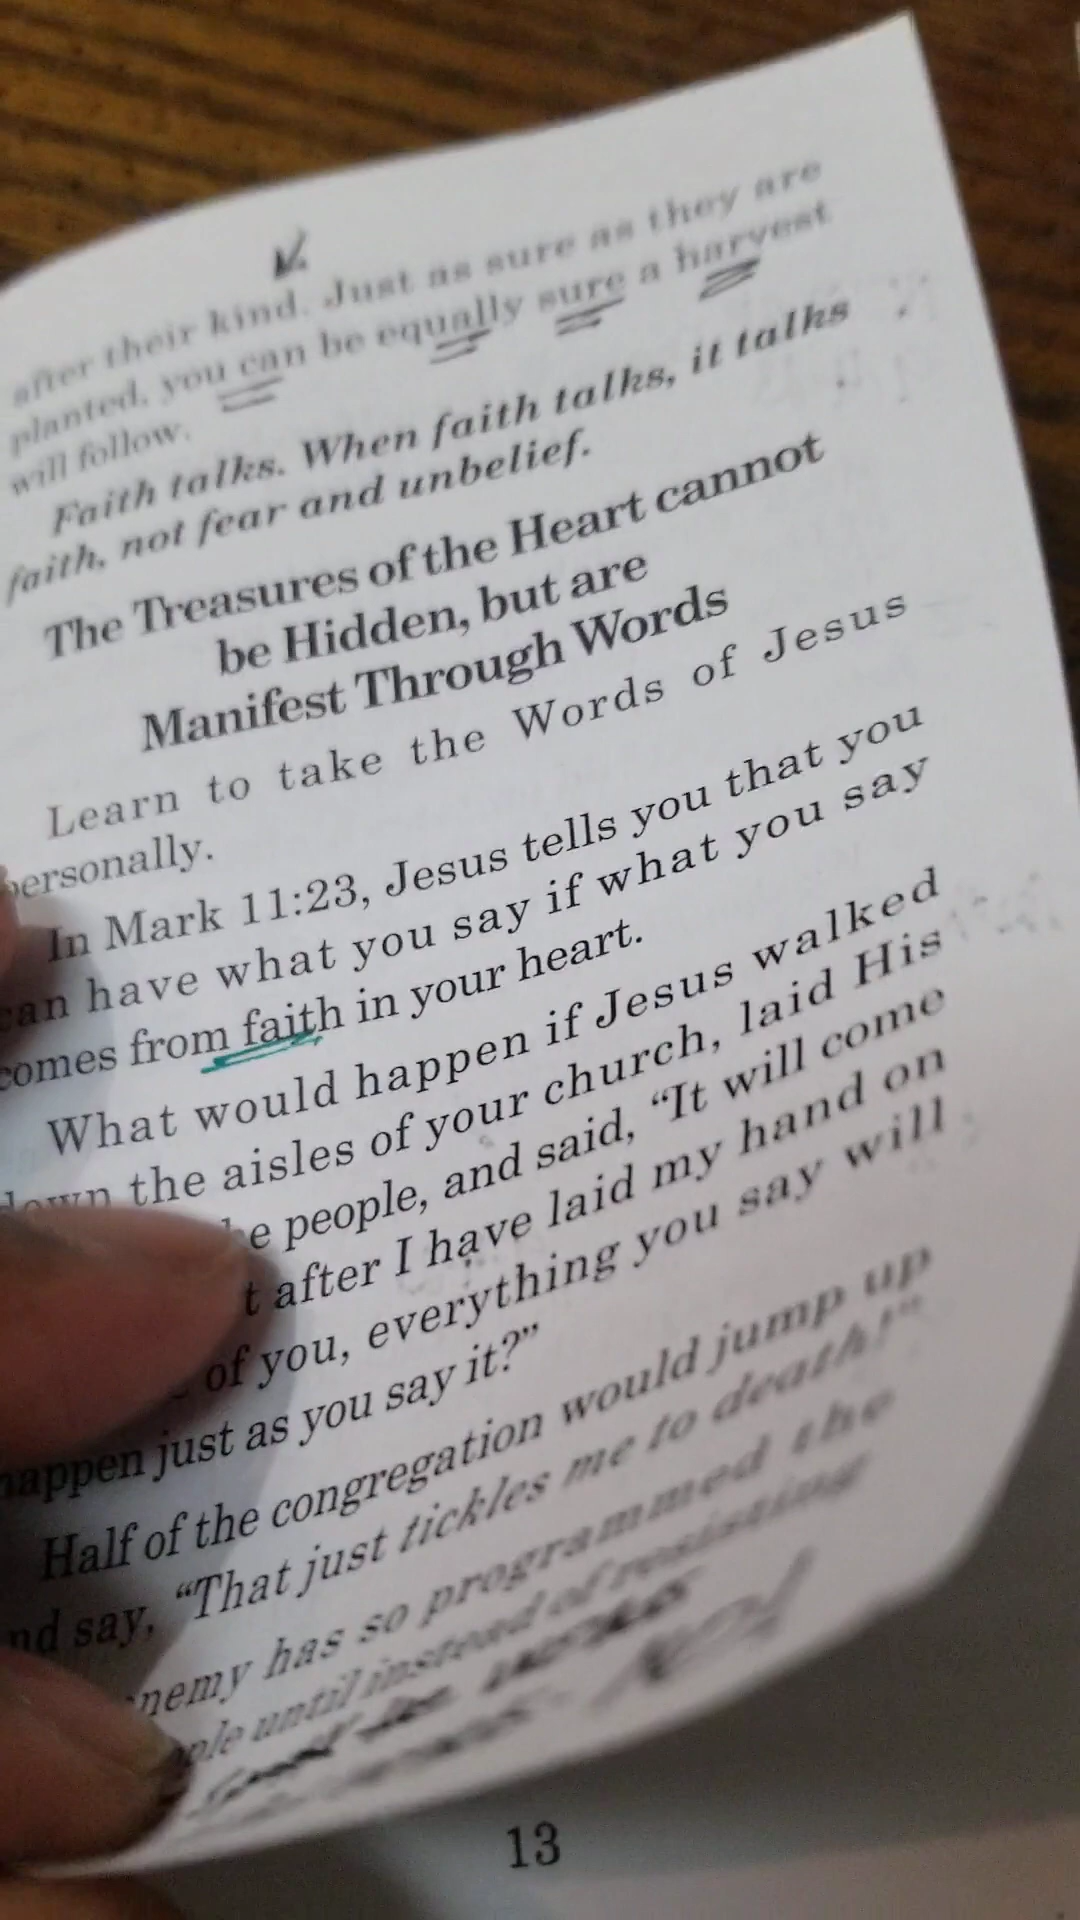 after their kind. Just as sure as they are
planted, you can be equally sure a harvest
will follow.
Faith talks. When faith talks, it talks
faith, not fear and unbelief.
The Treasures of the Heart cannot
be Hidden, but are
Manifest Through Words
Learn to take the Words of Jesus
personally.
In Mark 11:23, Jesus tells you that you
can have what you say if what you say
comes from faith in your heart.
What would happen if Jesus walked
down the aisles of your church, laid His
people, and said, “It will come
after I have laid my hand on
of you, everything you say will
happen just as you say it?”
Half of the congregation would jump up
and say, “That just tickles me to death!”
has so programmed the
until instead of resisting
13